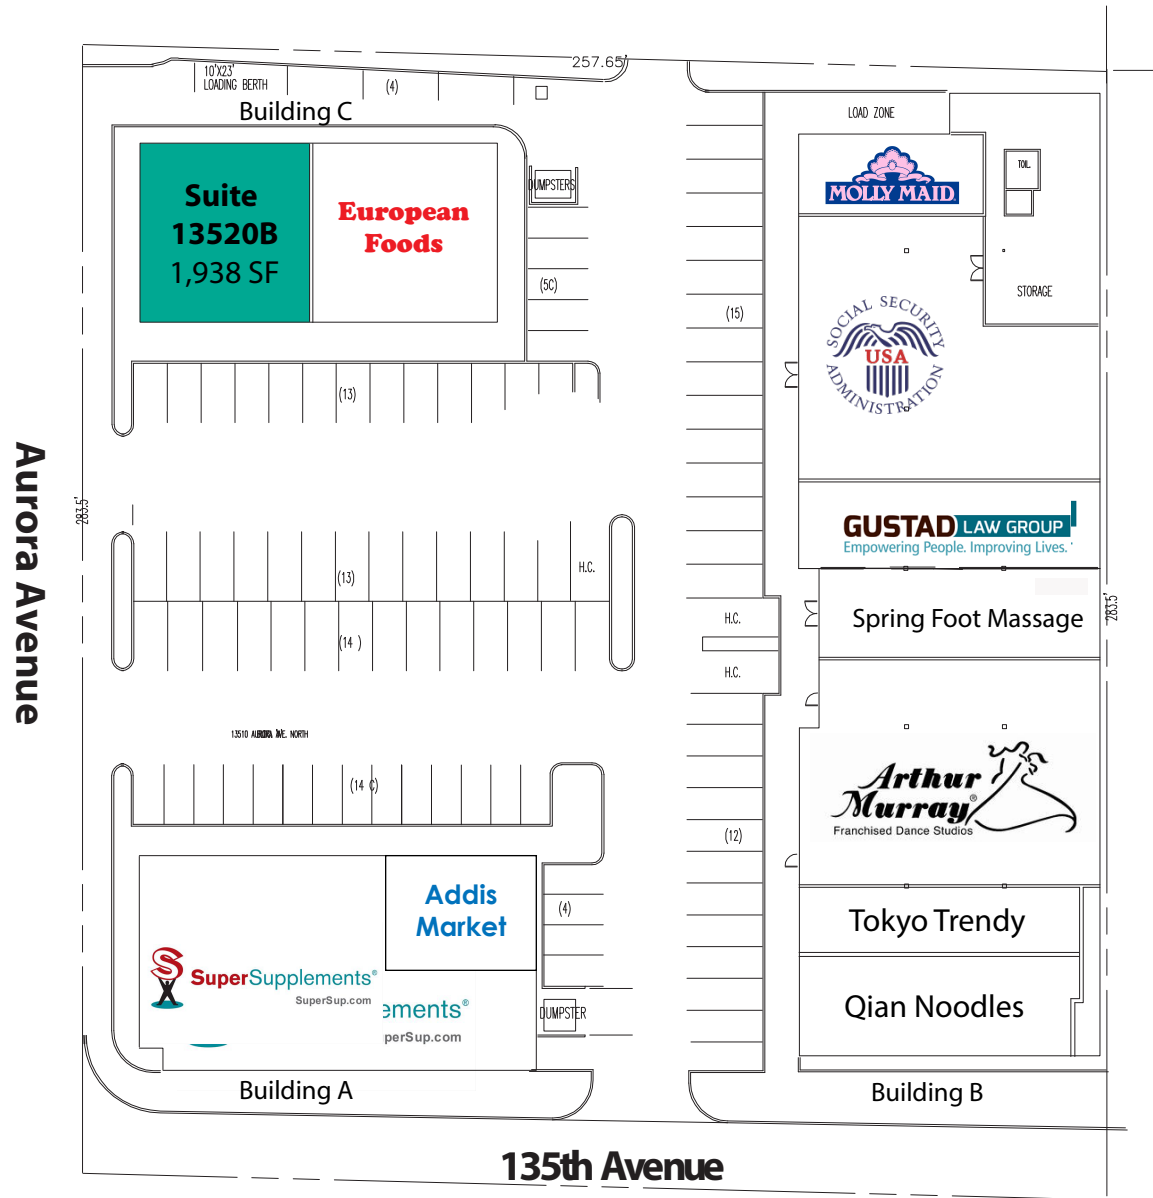 257.65'
10'X23'
LOADING BERTH
(4)
Building C
LOAD ZONE
Suite
13520B
1,938 SF
European
Foods
DUMPSTERS
MOLLY MAID
TOIL.
(5C)
STORAGE
(15)
SOCIAL SECURITY
USA
ADMINISTRATION
(13)
Aurora Avenue
283.5'
GUSTAD LAW GROUP
Empowering People. Improving Lives.
H.C.
(13)
(14 )
H.C.
H.C.
Spring Foot Massage
283.5'
13510 AURORA AVE. NORTH
(14 C)
Arthur
Murray®
Franchised Dance Studios
(12)
Addis
Market
(4)
Tokyo Trendy
SuperSupplements®
SuperSup.com
ements®
perSup.com
DUMPSTER
Qian Noodles
Building A
Building B
135th Avenue